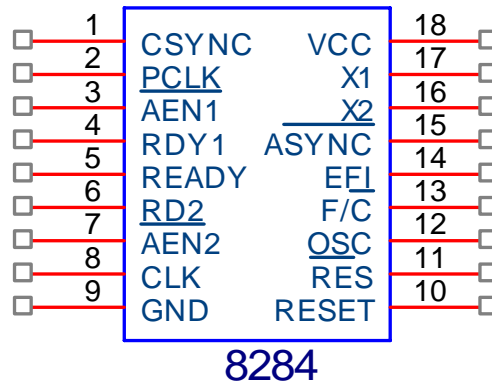 1 CSYNC VCC 18
2 PCLK X1 17
3 AEN1 X2 16
4 RDY1 ASYNC 15
5 READY EFI 14
6 RD2 F/C 13
7 AEN2 OSC 12
8 CLK RES 11
9 GND RESET 10
8284